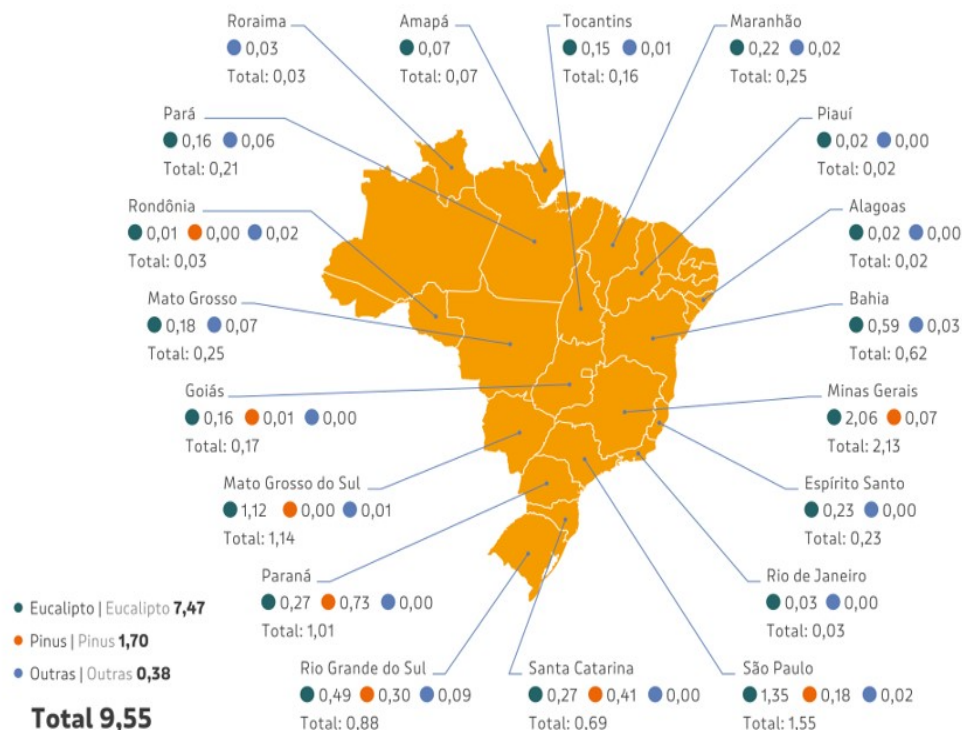 Roraima
0,03
Total: 0,03
Amapá
0,07
Total: 0,07
Tocantins
0,15 0,01
Total: 0,16
Maranhão
0,22 0,02
Total: 0,25
Pará
0,16 0,06
Total: 0,21
Piauí
0,02 0,00
Total: 0,02
Rondônia
0,01 0,00 0,02
Total: 0,03
Alagoas
0,02 0,00
Total: 0,02
Mato Grosso
0,18 0,07
Total: 0,25
Bahia
0,59 0,03
Total: 0,62
Goiás
0,16 0,01 0,00
Total: 0,17
Minas Gerais
2,06 0,07
Total: 2,13
Mato Grosso do Sul
1,12 0,00 0,01
Total: 1,14
Espírito Santo
0,23 0,00
Total: 0,23
Paraná
0,27 0,73 0,00
Total: 1,01
Rio de Janeiro
0,03 0,00
Total: 0,03
Rio Grande do Sul
0,49 0,30 0,09
Total: 0,88
Santa Catarina
0,27 0,41 0,00
Total: 0,69
São Paulo
1,35 0,18 0,02
Total: 1,55
Eucalipto | Eucalipto 7,47
Pinus | Pinus 1,70
Outras | Outras 0,38
Total 9,55